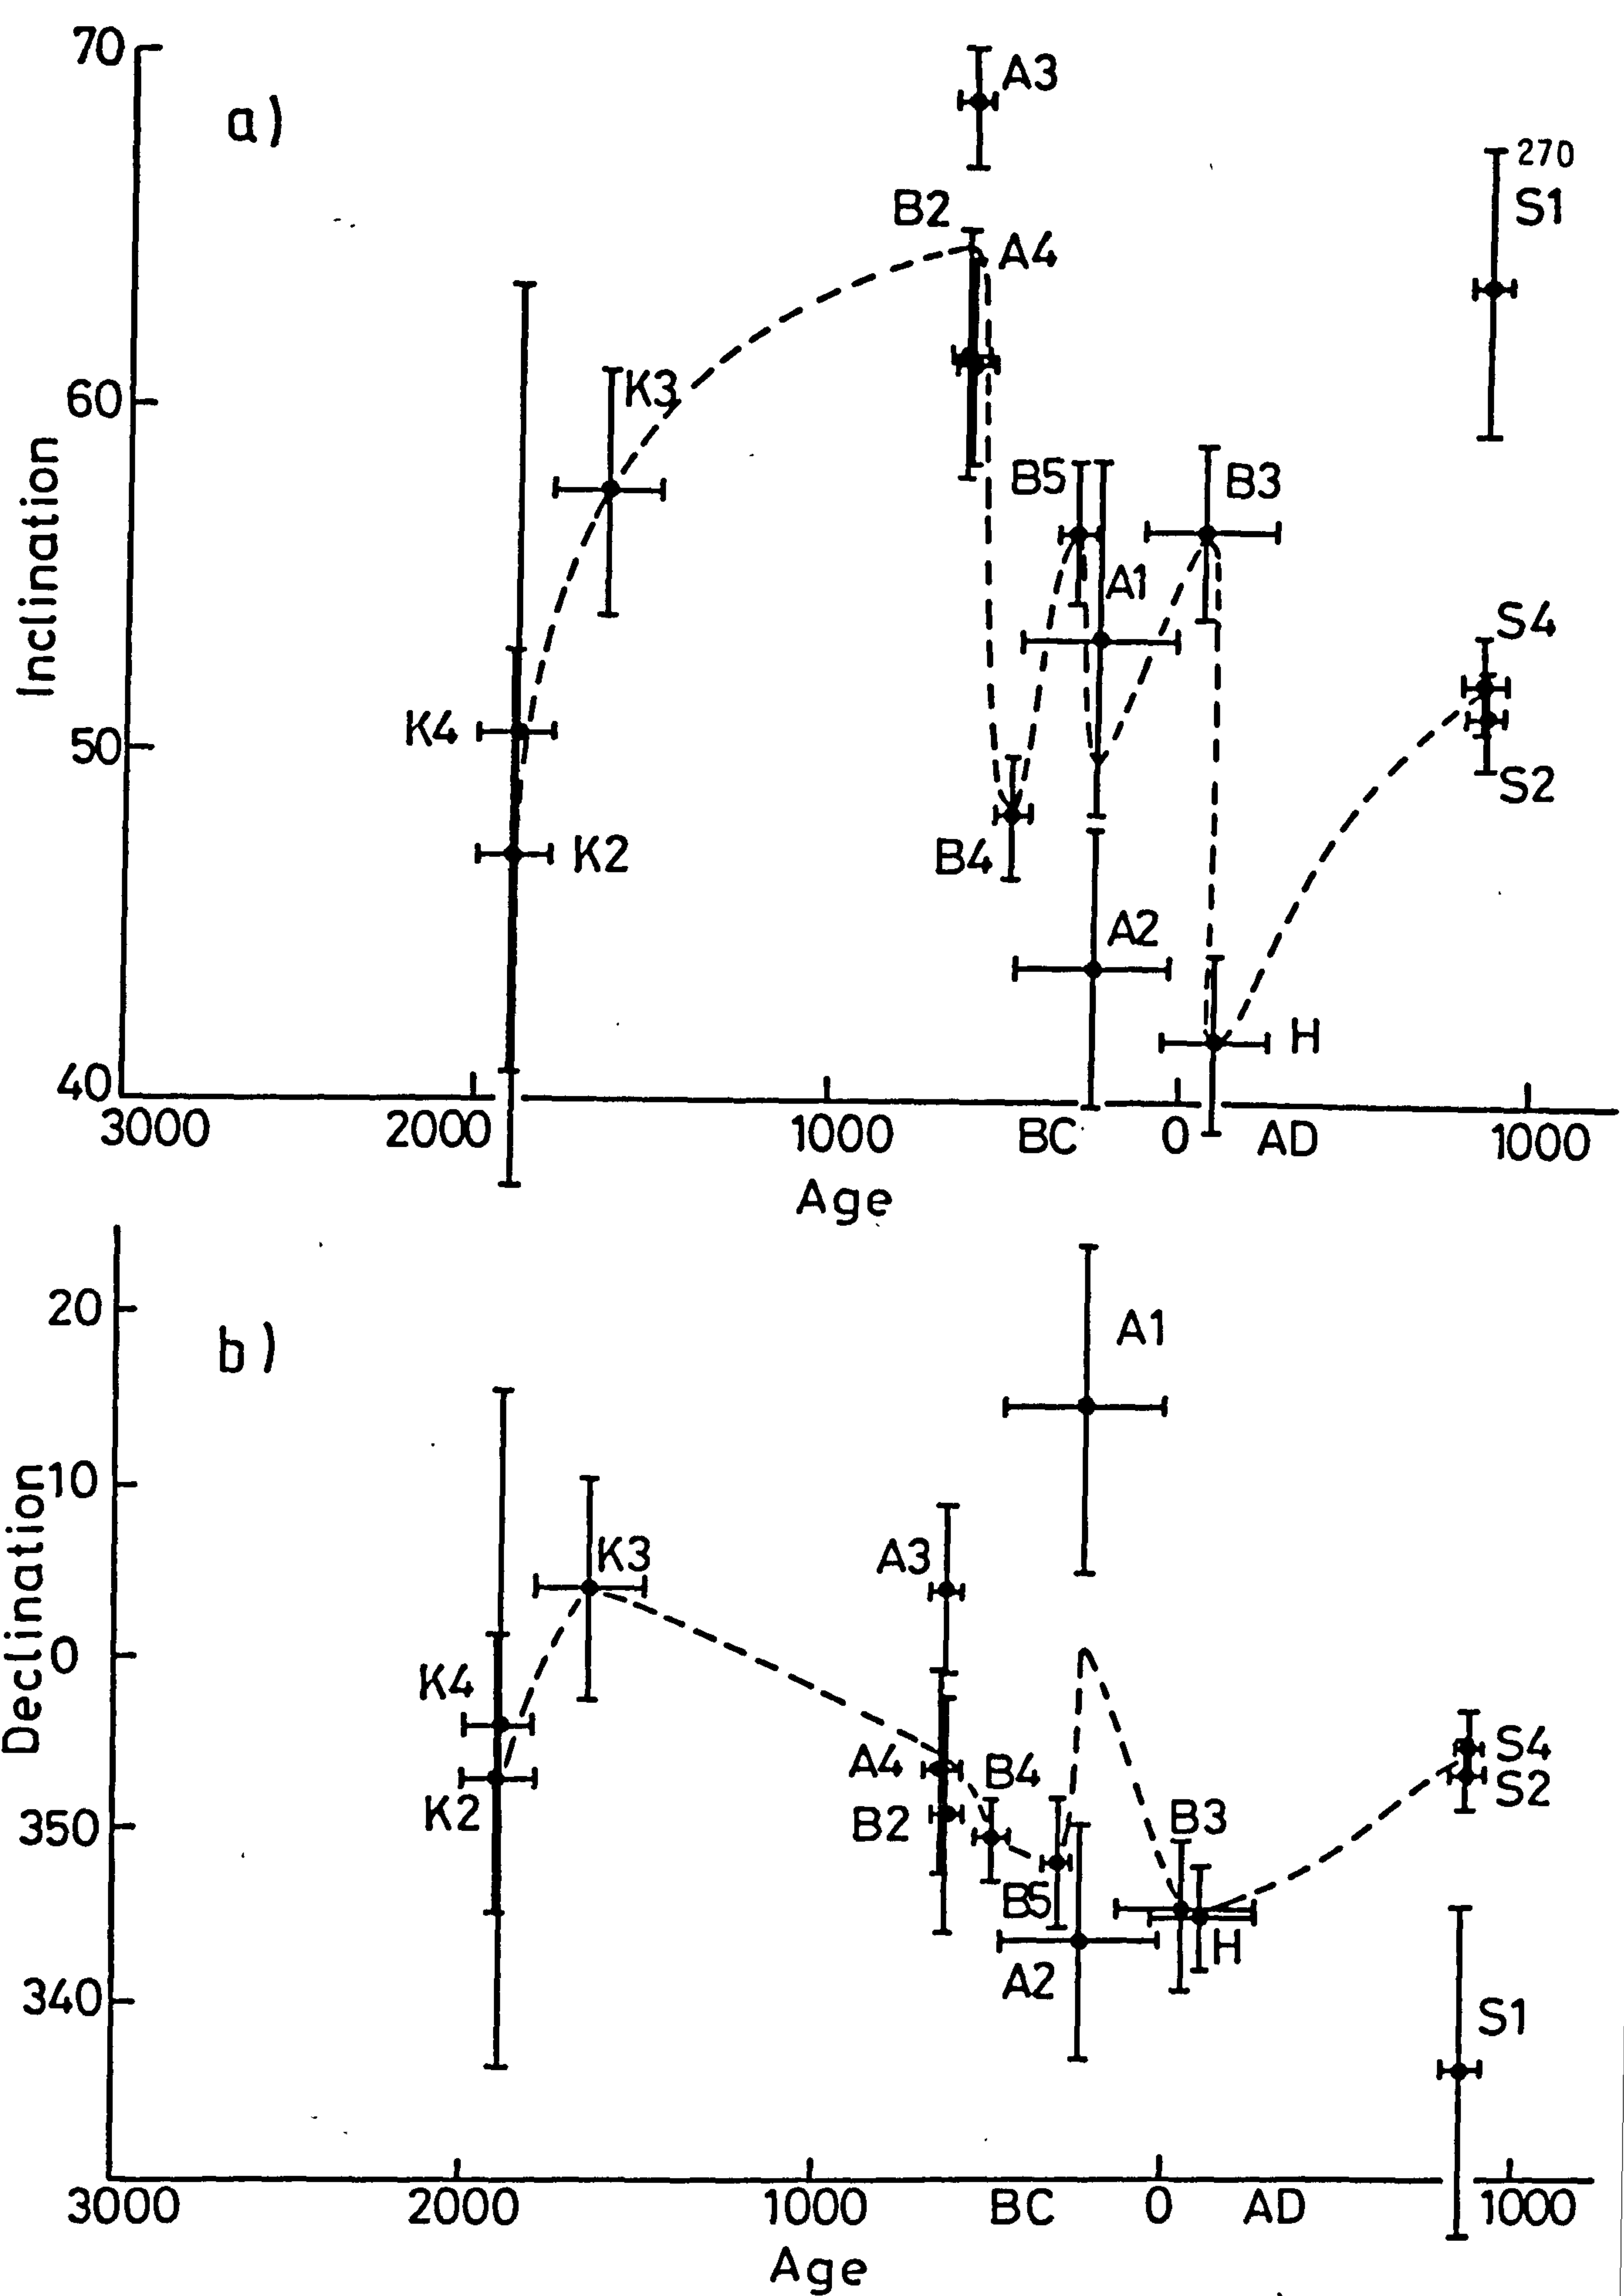 70
a)
A3
270
B2
S1
A4
60
K3
Inclination
B5
B3
A1
S4
50
K4
S2
K2
B4
A2
H
40
3000 2000 1000 BC 0 AD 1000
Age
20
b)
A1
10
K3
A3
Declination
0
K4
A4
B4
S4
S2
K2
350
B2
B3
B5
H
A2
340
S1
3000 2000 1000 BC 0 AD 1000
Age